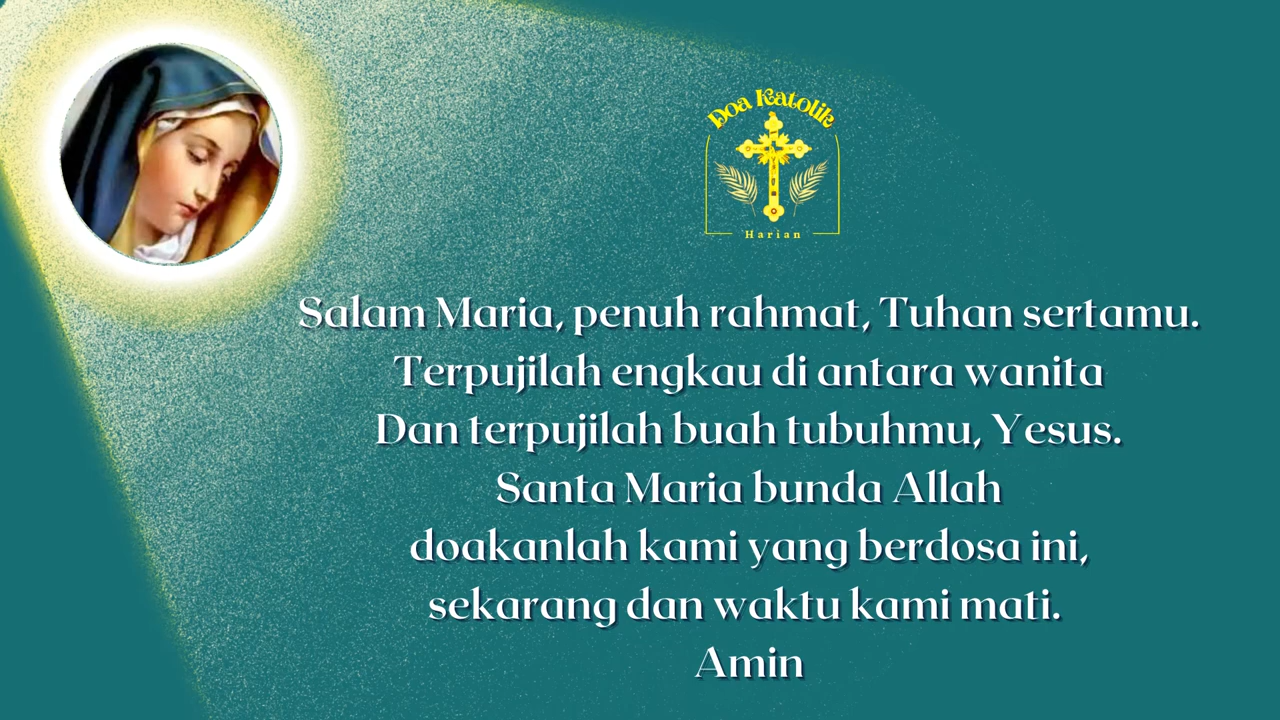 Doa Katolik
Harian
Salam Maria, penuh rahmat, Tuhan sertamu.
Terpujilah engkau di antara wanita
Dan terpujilah buah tubuhmu, Yesus.
Santa Maria bunda Allah
doakanlah kami yang berdosa ini,
sekarang dan waktu kami mati.
Amin